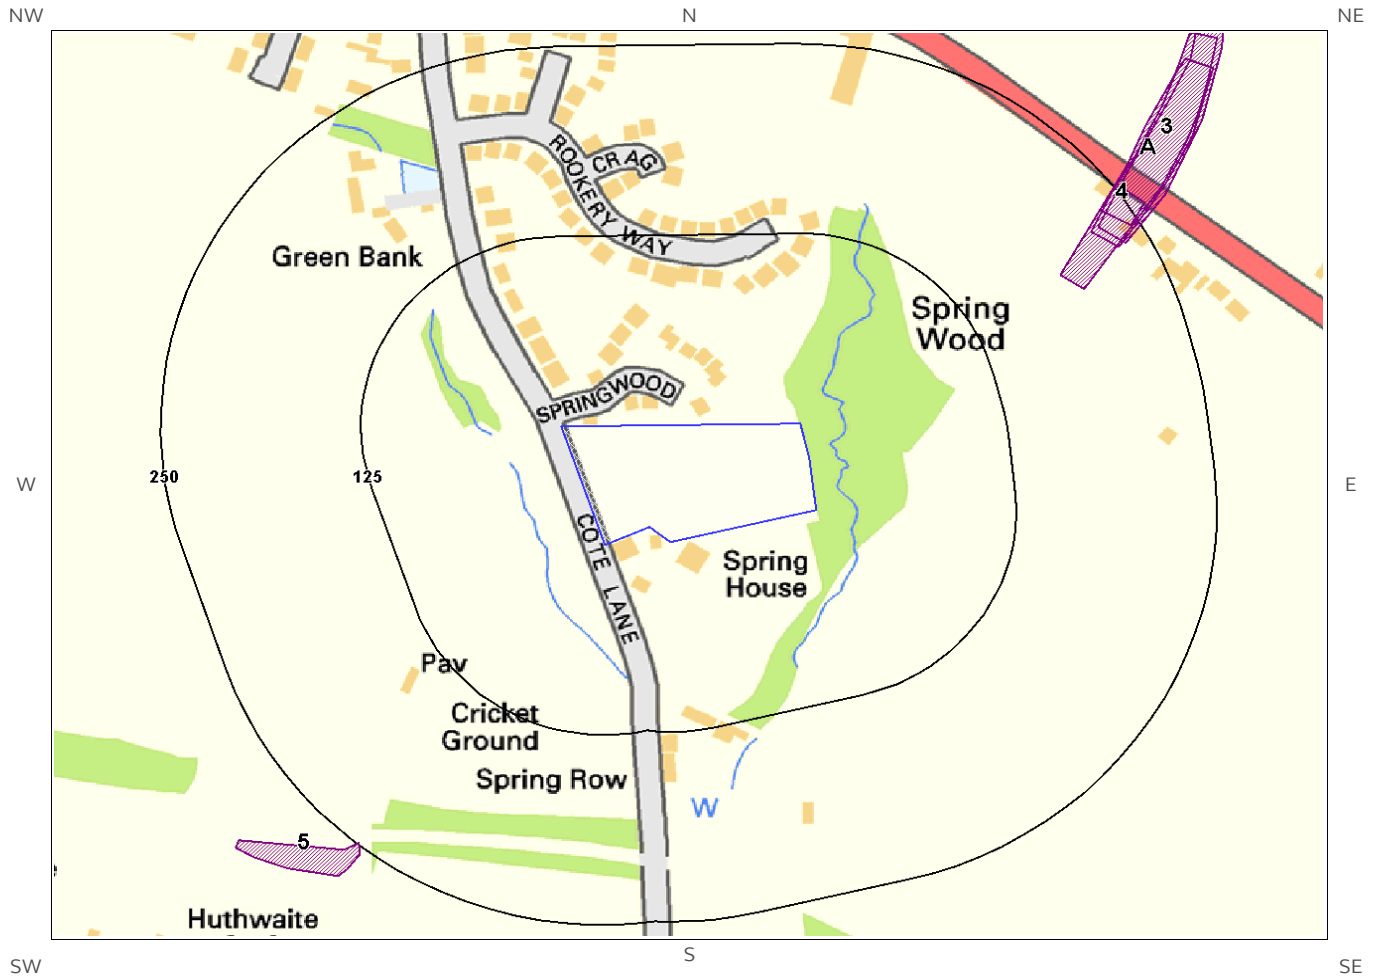 NW
N
NE
3
A
CRAG
ROOKERY WAY
4
Green Bank
Spring
Wood
SPRINGWOOD
W
250
125
E
COTE LANE
Spring
House
Pav
Cricket
Ground
Spring Row
W
5
Huthwaite
SW
S
SE